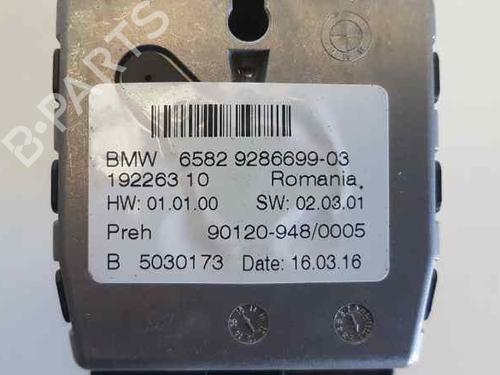 B-PARTS
BMW 6582 9286699-03
192263 10 Romania
HW: 01.01.00 SW: 02.03.01
Preh 90120-948/0005
B 5030173 Date: 16.03.16